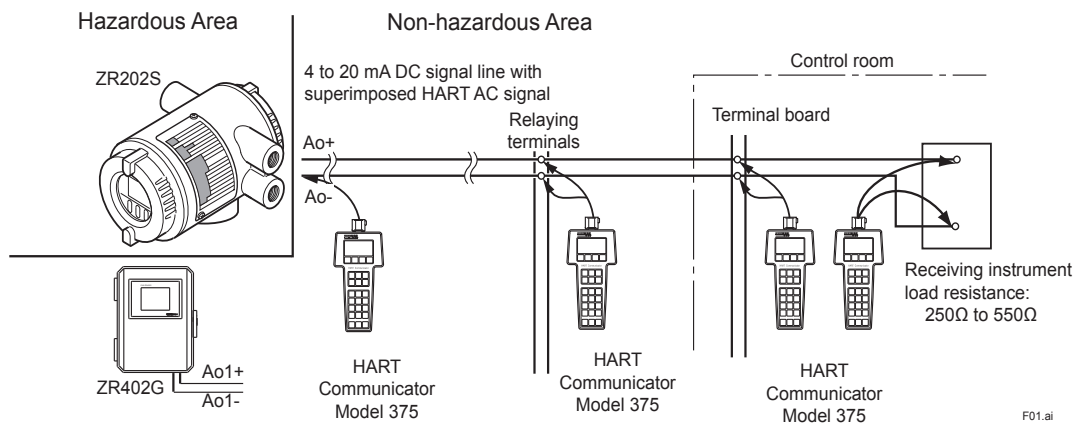 Hazardous Area
Non-hazardous Area
ZR202S
4 to 20 mA DC signal line with
superimposed HART AC signal
Control room
Relaying
terminals
Terminal board
Ao+
Ao-
Receiving instrument
load resistance:
250Ω to 550Ω
ZR402G
Ao1+
Ao1-
HART
Communicator
Model 375
HART
Communicator
Model 375
HART
Communicator
Model 375
F01.ai